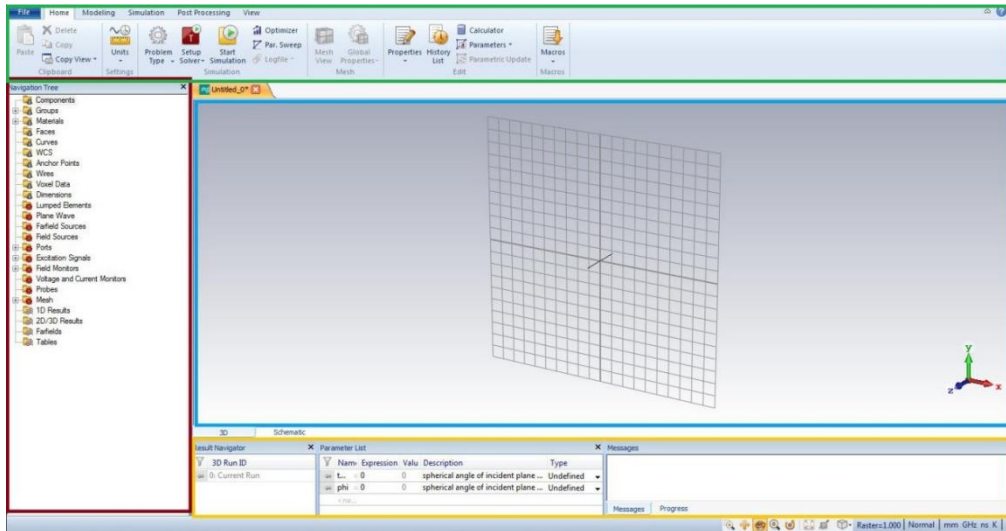 File Home Modeling Simulation Post Processing View
Paste
Delete
Copy
Copy View
Clipboard
Units
Settings
Problem Type
Setup Solver
Start Simulation
Optimizer
Par. Sweep
Logfile
Simulation
Mesh View
Global Properties
Mesh
Properties
History List
Calculator
Parameters
Parametric Update
Edit
Macros
Macros
Navigation Tree
Untitled_0*
Components
Groups
Materials
Faces
Curves
WCS
Anchor Points
Wires
Voxel Data
Dimensions
Lumped Elements
Plane Wave
Farfield Sources
Field Sources
Ports
Excitation Signals
Field Monitors
Voltage and Current Monitors
Probes
Mesh
1D Results
2D/3D Results
Farfields
Tables
y
z
x
3D Schematic
Result Navigator
3D Run ID
0: Current Run
Parameter List
Nam Expression Valu Description Type
t... = 0 0 spherical angle of incident plane ... Undefined
phi = 0 0 spherical angle of incident plane ... Undefined
Messages
Messages Progress
Raster=1.000 Normal mm GHz ns K